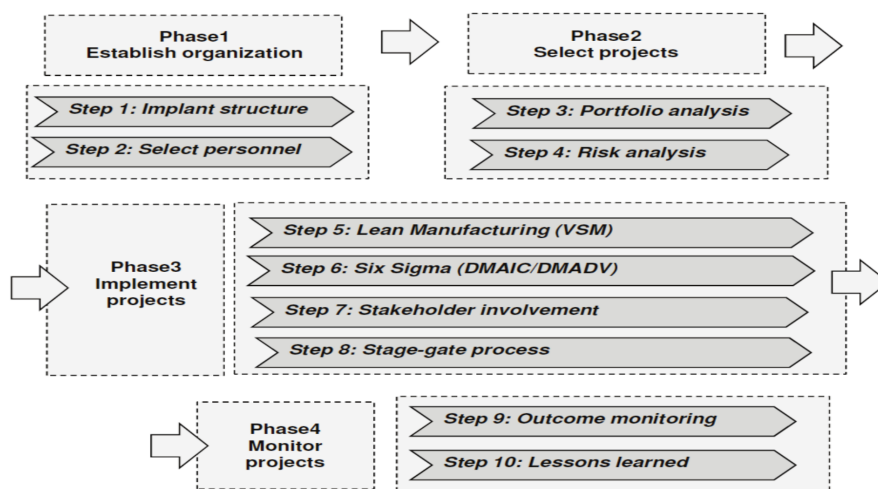 Phase1
Establish organization
Phase2
Select projects
Step 1: Implant structure
Step 2: Select personnel
Step 3: Portfolio analysis
Step 4: Risk analysis
Phase3
Implement
projects
Step 5: Lean Manufacturing (VSM)
Step 6: Six Sigma (DMAIC/DMADV)
Step 7: Stakeholder involvement
Step 8: Stage-gate process
Phase4
Monitor
projects
Step 9: Outcome monitoring
Step 10: Lessons learned